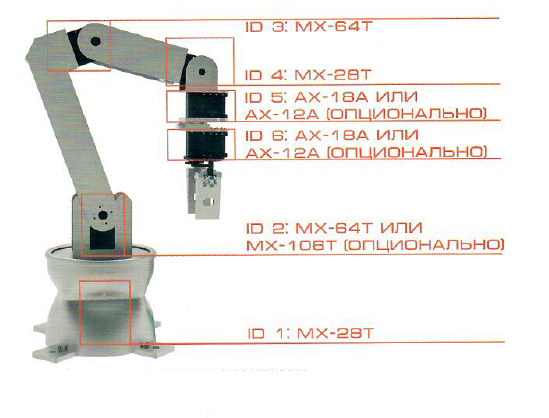 ID 3: MX-64T
ID 4: MX-28T
ID 5: AX-18A ИЛИ
AX-12A (ОПЦИОНАЛЬНО)
ID 6: AX-18A ИЛИ
AX-12A (ОПЦИОНАЛЬНО)
ID 2: MX-64T ИЛИ
MX-106T (ОПЦИОНАЛЬНО)
ID 1: MX-28T